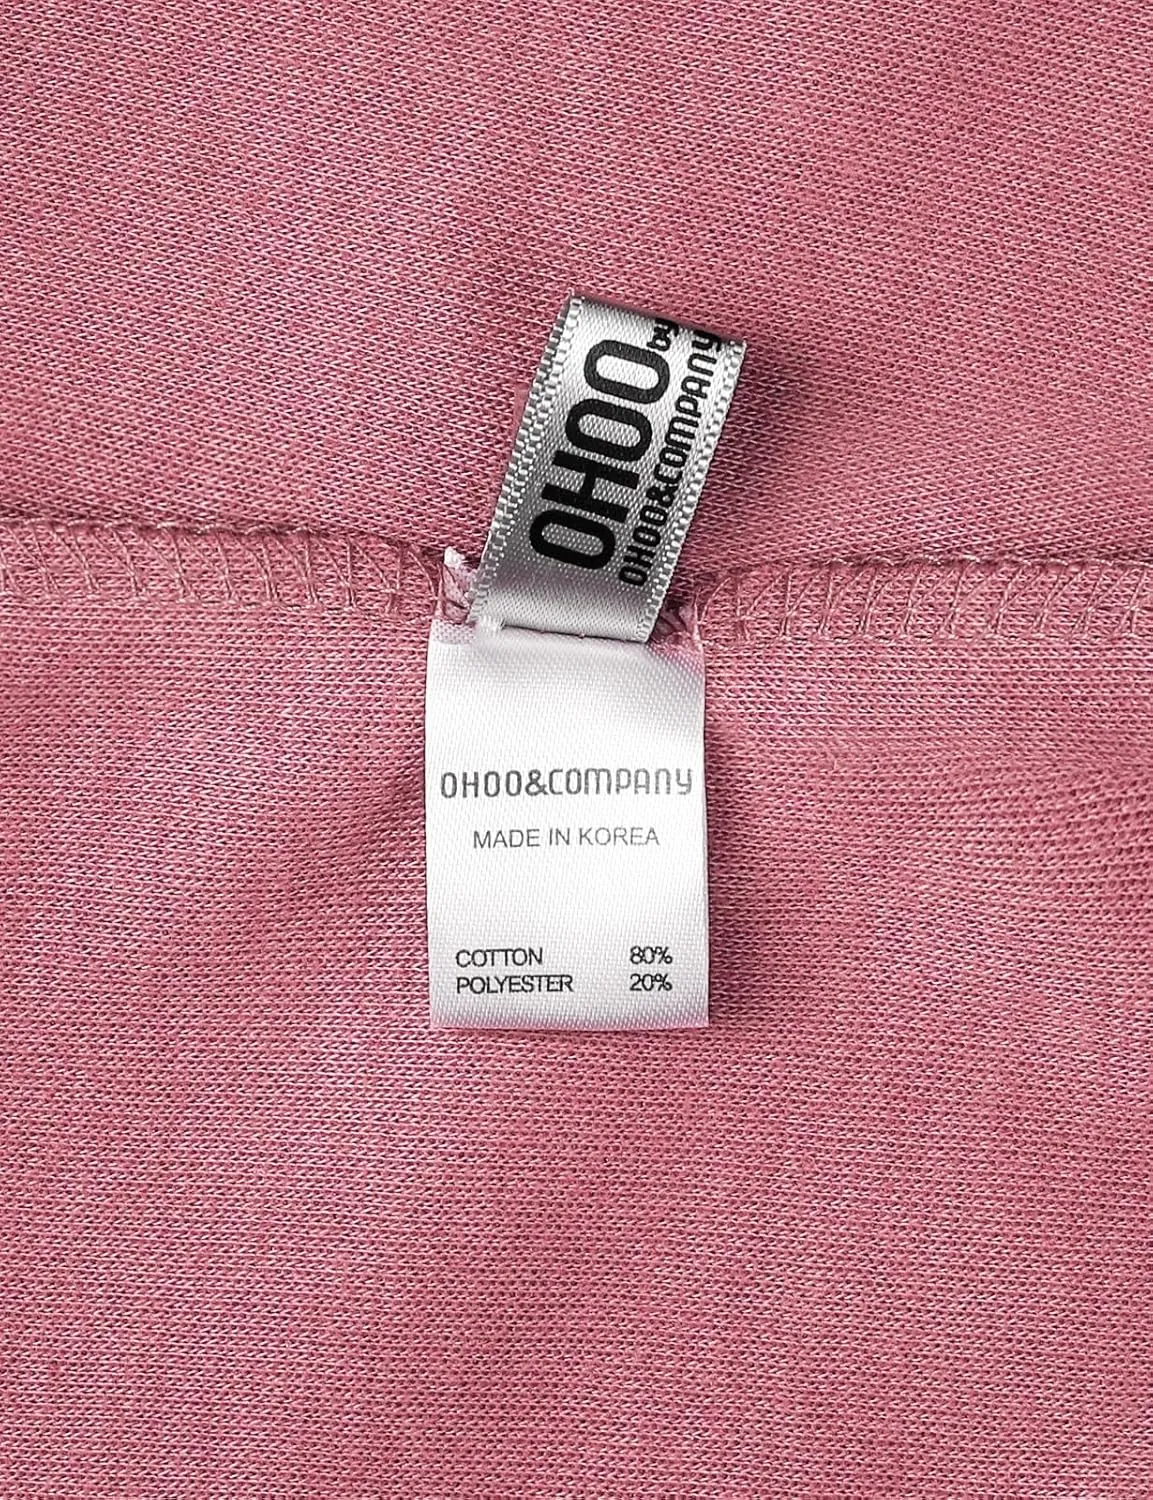 OHOO by
OHOO&COMPANY
OHOO&COMPANY
MADE IN KOREA
COTTON 80%
POLYESTER 20%